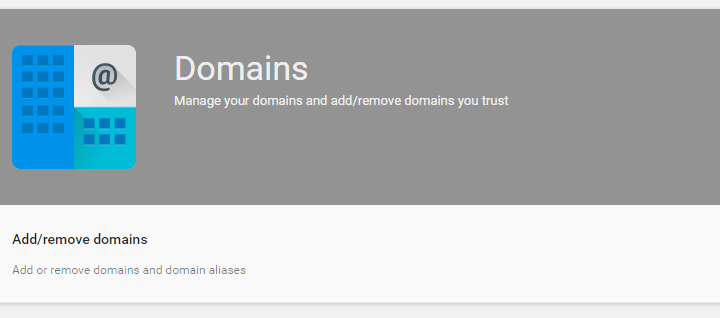 @
Domains
Manage your domains and add/remove domains you trust
Add/remove domains
Add or remove domains and domain aliases